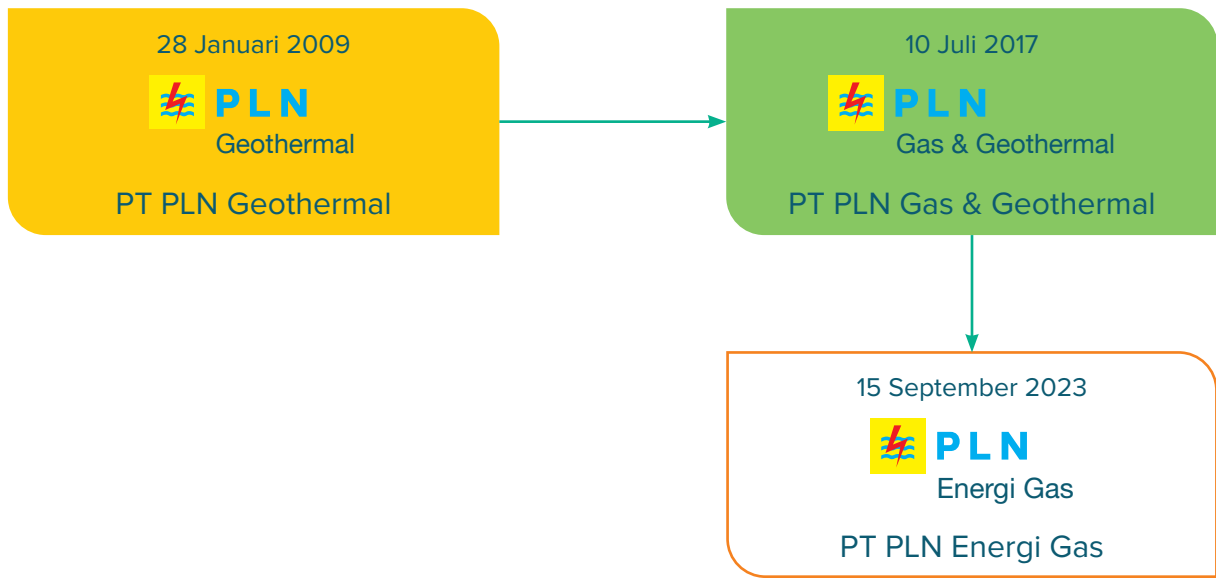 28 Januari 2009
PLN
Geothermal
PT PLN Geothermal
10 Juli 2017
PLN
Gas & Geothermal
PT PLN Gas & Geothermal
15 September 2023
PLN
Energi Gas
PT PLN Energi Gas